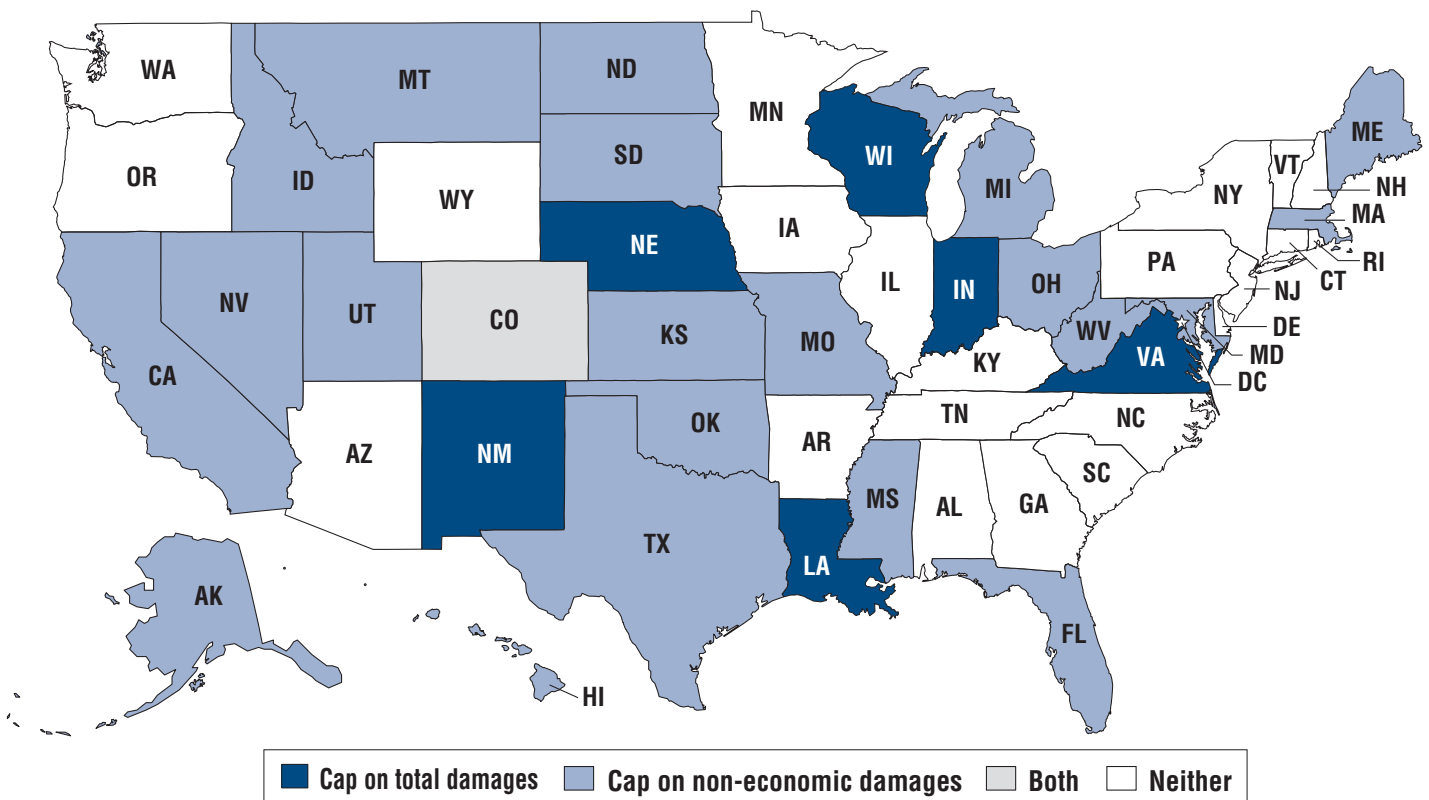 WA
MT
ND
MN
ME
OR
ID
SD
WI
MI
VT
NH
NY
MA
WY
IA
NE
PA
RI
CT
NV
UT
CO
IL
IN
OH
NJ
DE
KS
MO
WV
VA
MD
DC
CA
KY
AZ
NM
OK
AR
TN
NC
SC
MS
AL
GA
TX
LA
AK
FL
HI
Cap on total damages Cap on non-economic damages Both Neither